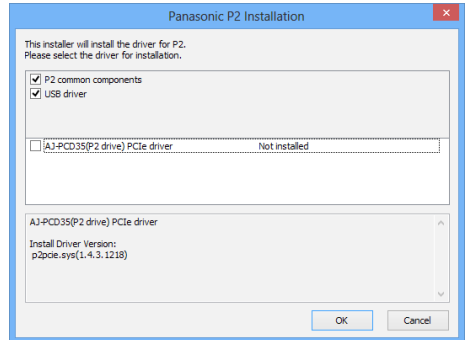 Panasonic P2 Installation
This installer will install the driver for P2.
Please select the driver for installation.
P2 common components
USB driver
AJ-PCD35(P2 drive) PCIe driver Not installed
AJ-PCD35(P2 drive) PCIe driver
Install Driver Version:
p2pcie.sys(1.4.3.1218)
OK Cancel